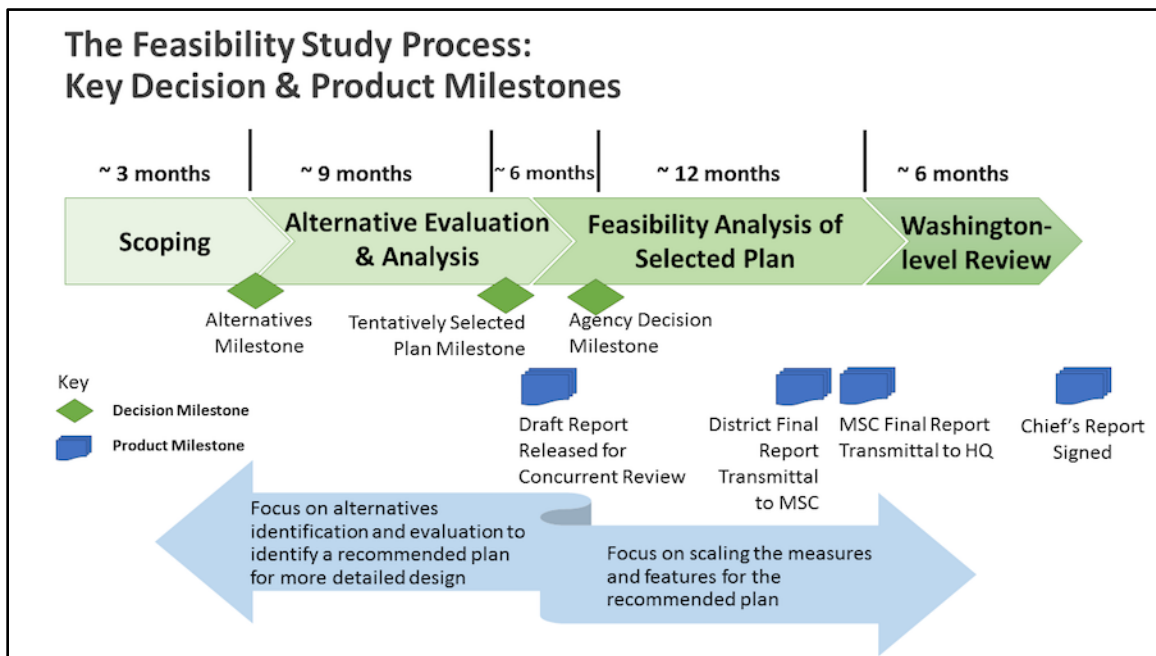 The Feasibility Study Process:
Key Decision & Product Milestones
~ 3 months
~ 9 months
~ 6 months
~ 12 months
~ 6 months
Scoping
Alternative Evaluation
& Analysis
Feasibility Analysis of
Selected Plan
Washington-
level Review
Alternatives
Milestone
Tentatively Selected
Plan Milestone
Agency Decision
Milestone
Key
Decision Milestone
Product Milestone
Draft Report
Released for
Concurrent Review
District Final
Report
Transmittal
to MSC
MSC Final Report
Transmittal to HQ
Chief's Report
Signed
Focus on alternatives
identification and evaluation to
identify a recommended plan
for more detailed design
Focus on scaling the measures
and features for the
recommended plan